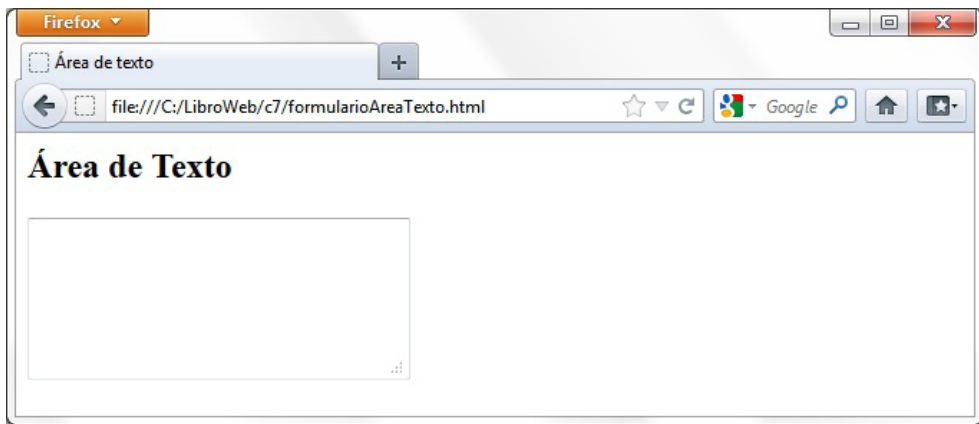 Firefox
Área de texto
file:///C:/LibroWeb/c7/formularioAreaTexto.html
Google
Área de Texto